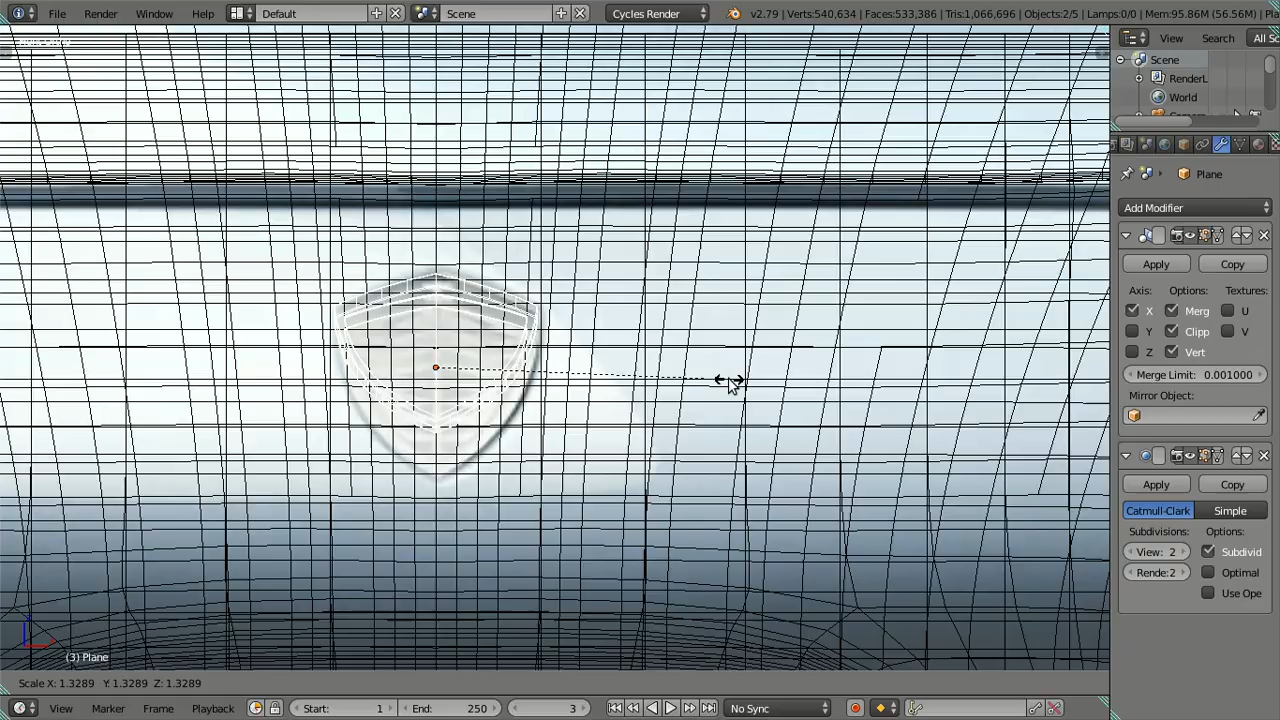 File Render Window Help Default Scene Cycles Render v2.79 | Verts:540,634 | Faces:533,386 | Tris:1,066,696 | Objects:2/5 | Lamps:0/0 | Mem:95.86M (56.56M) | Pla
View Search All Sc
Scene
RenderL
World
Plane
Add Modifier
Apply Copy
Axis: Options: Textures:
X Merg U
Y Clipp V
Z Vert
Merge Limit: 0.001000
Mirror Object:
Apply Copy
Catmull-Clark Simple
Subdivisions: Options:
View: 2 Subdivid
Rende:2 Optimal
Use Ope
(3) Plane
Scale X: 1.3289 Y: 1.3289 Z: 1.3289
View Marker Frame Playback Start: 1 End: 250 3 No Sync